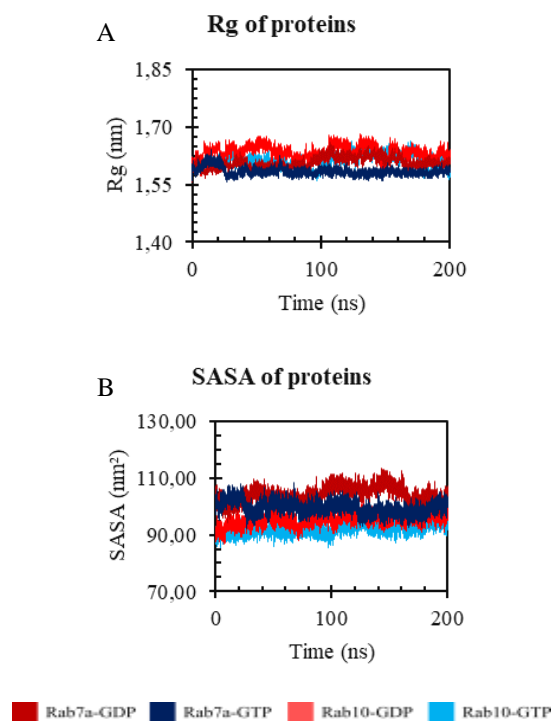 A
Rg of proteins
1,85
1,70
1,55
1,40
Rg (nm)
0
100
200
Time (ns)
B
SASA of proteins
130,00
110,00
90,00
70,00
SASA (nm²)
0
100
200
Time (ns)
Rab7a-GDP Rab7a-GTP Rab10-GDP Rab10-GTP